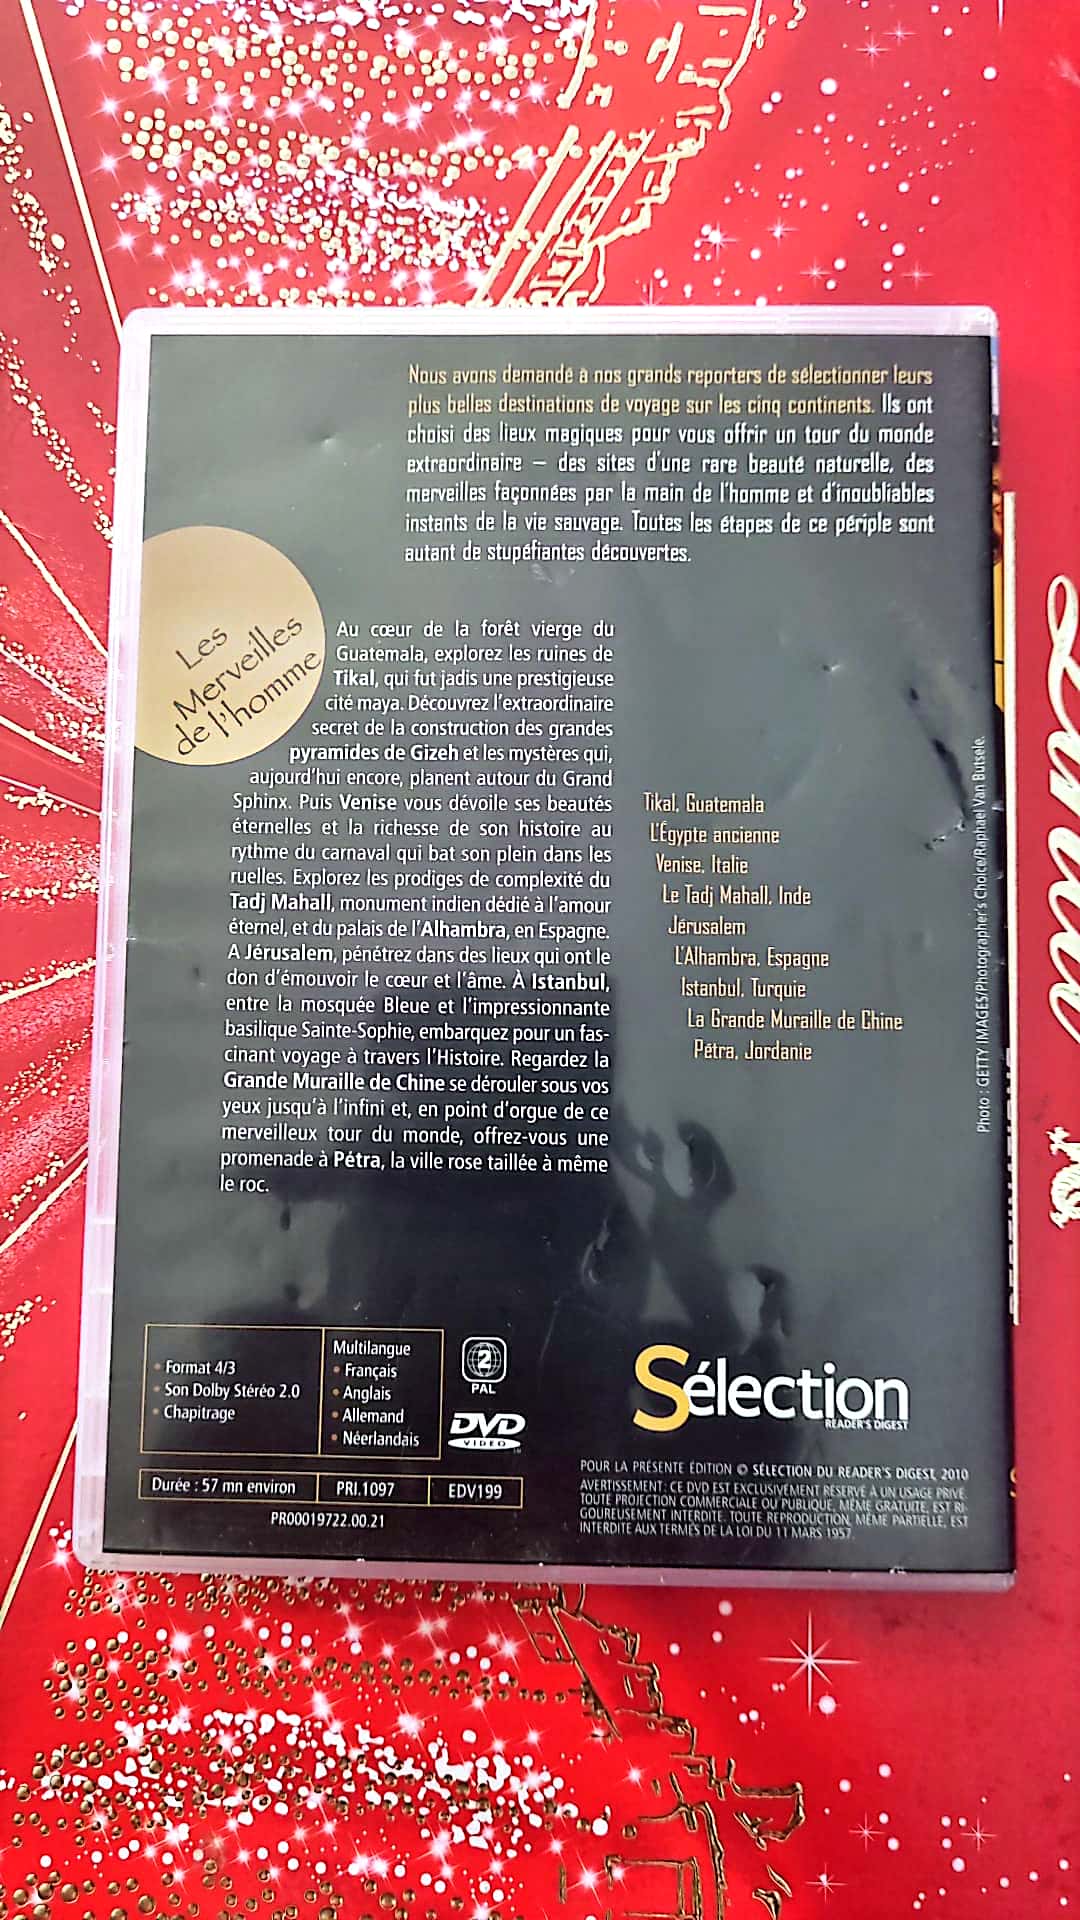 Nous avons demandé à nos grands reporters de sélectionner leurs
plus belles destinations de voyage sur les cinq continents. Ils ont
choisi des lieux magiques pour vous offrir un tour du monde
extraordinaire – des sites d'une rare beauté naturelle, des
merveilles façonnées par la main de l'homme et d'inoubliables
instants de la vie sauvage. Toutes les étapes de ce périple sont
autant de stupéfiantes découvertes.
Les
Merveilles
de l'homme
Au cœur de la forêt vierge du
Guatemala, explorez les ruines de
Tikal, qui fut jadis une prestigieuse
cité maya. Découvrez l'extraordinaire
secret de la construction des grandes
pyramides de Gizeh et les mystères qui,
aujourd'hui encore, planent autour du Grand
Sphinx. Puis Venise vous dévoile ses beautés
éternelles et la richesse de son histoire au
rythme du carnaval qui bat son plein dans les
ruelles. Explorez les prodiges de complexité du
Tadj Mahall, monument indien dédié à l'amour
éternel, et du palais de l'Alhambra, en Espagne.
A Jérusalem, pénétrez dans des lieux qui ont le
don d'émouvoir le cœur et l'âme. À Istanbul,
entre la mosquée Bleue et l'impressionnante
basilique Sainte-Sophie, embarquez pour un fas-
cinant voyage à travers l'Histoire. Regardez la
Grande Muraille de Chine se dérouler sous vos
yeux jusqu'à l'infini et, en point d'orgue de ce
merveilleux tour du monde, offrez-vous une
promenade à Pétra, la ville rose taillée à même
le roc.
Tikal, Guatemala
L'Égypte ancienne
Venise, Italie
Le Tadj Mahall, Inde
Jérusalem
L'Alhambra, Espagne
Istanbul, Turquie
La Grande Muraille de Chine
Pétra, Jordanie
Photo : GETTY IMAGES/Photographer's Choice/Raphael Van Butsele.
• Format 4/3
• Son Dolby Stéréo 2.0
• Chapitrage
Multilangue
• Français
• Anglais
• Allemand
• Néerlandais
2
PAL
DVD
VIDEO
Durée : 57 mn environ
PRI.1097
EDV199
PR00019722.00.21
Sélection
READER'S DIGEST
POUR LA PRÉSENTE ÉDITION © SÉLECTION DU READER'S DIGEST, 2010
AVERTISSEMENT : CE DVD EST EXCLUSIVEMENT RÉSERVÉ À UN USAGE PRIVÉ.
TOUTE PROJECTION COMMERCIALE OU PUBLIQUE, MÊME GRATUITE, EST RI-
GOUREUSEMENT INTERDITE. TOUTE REPRODUCTION, MÊME PARTIELLE, EST
INTERDITE AUX TERMES DE LA LOI DU 11 MARS 1957.